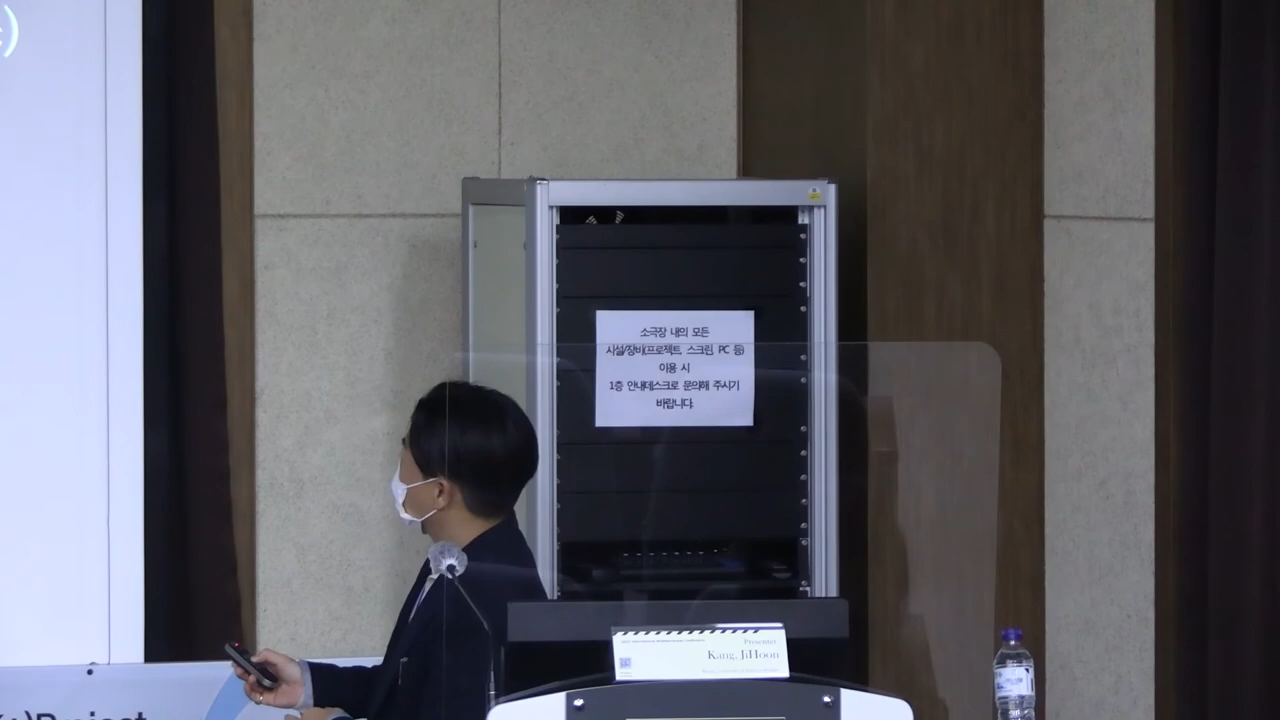 소극장 내의 모든
시설/장비(프로젝트, 스크린, PC 등)
이용 시
1층 안내데스크로 문의해 주시기
바랍니다.
Presenter
Kang, JiHoon
)Project